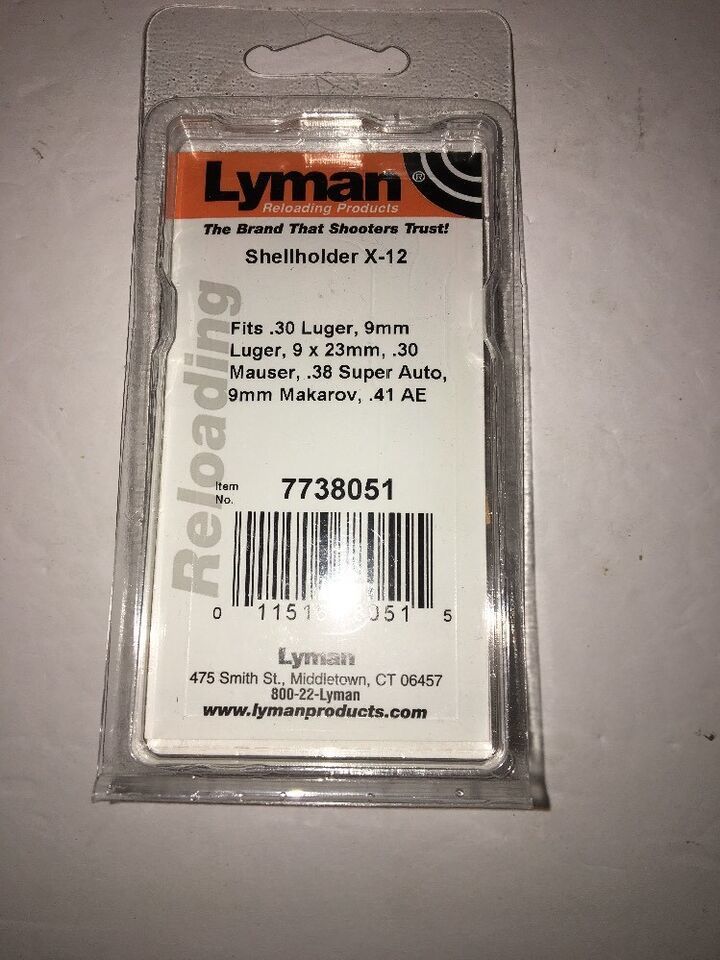 Lyman®
Reloading Products
The Brand That Shooters Trust!
Shellholder X-12
Reloading
Fits .30 Luger, 9mm
Luger, 9 x 23mm, .30
Mauser, .38 Super Auto,
9mm Makarov, .41 AE
Item
No. 7738051
0 5
Lyman
475 Smith St., Middletown, CT 06457
800-22-Lyman
www.lymanproducts.com